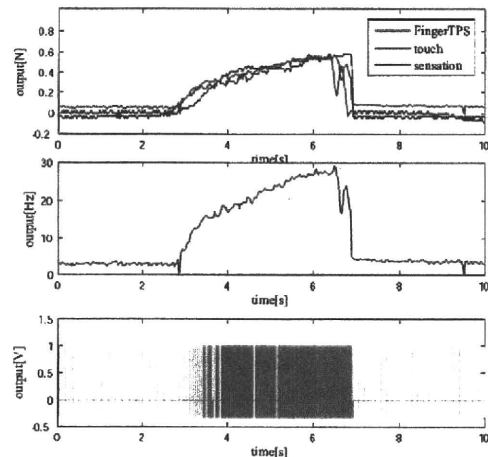 output[N]
0.8
0.6
0.4
0.2
0
-0.2
FingerTPS
touch
sensation
0 2 4 6 8 10
time[s]
output[Hz]
30
20
10
0
0 2 4 6 8 10
time[s]
output[V]
1.5
1
0.5
0
-0.5
0 2 4 6 8 10
time[s]